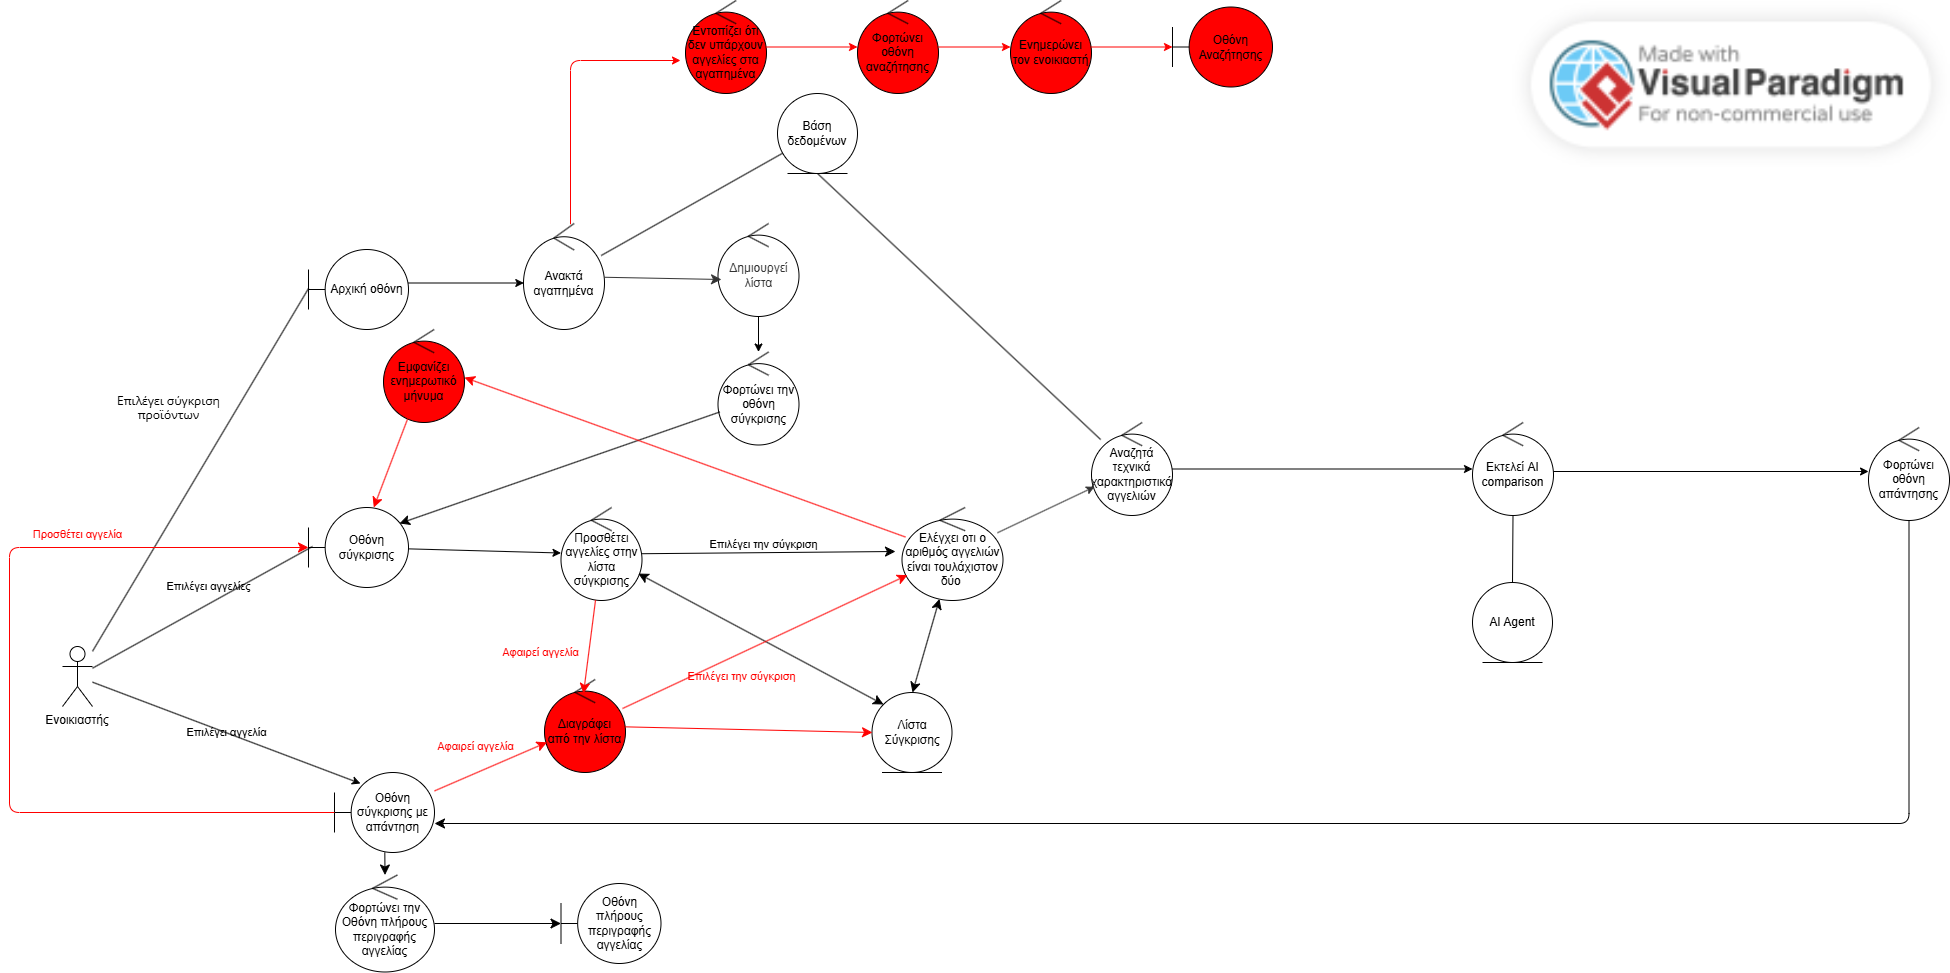 Εντοπίζει ότι
δεν υπάρχουν
αγγελίες στα
αγαπημένα
Φορτώνει
οθόνη
αναζήτησης
Ενημερώνει
τον ενοικιαστή
Οθόνη
Αναζήτησης
Made with
Visual Paradigm
For non-commercial use
Βάση
δεδομένων
Αρχική οθόνη
Ανακτά
αγαπημένα
Δημιουργεί
λίστα
Εμφανίζει
ενημερωτικό
μήνυμα
Φορτώνει την
οθόνη
σύγκρισης
Επιλέγει σύγκριση
προϊόντων
Αναζητά
τεχνικά
χαρακτηριστικά
αγγελιών
Εκτελεί AI
comparison
Φορτώνει
οθόνη
απάντησης
Προσθέτει αγγελία
Οθόνη
σύγκρισης
Προσθέτει
αγγελίες στην
λίστα
σύγκρισης
Επιλέγει την σύγκριση
Ελέγχει οτι ο
αριθμός αγγελιών
είναι τουλάχιστον
δύο
Επιλέγει αγγελίες
AI Agent
Αφαιρεί αγγελία
Επιλέγει την σύγκριση
Ενοικιαστής
Επιλέγει αγγελία
Αφαιρεί αγγελία
Διαγράφει
από την λίστα
Λίστα
Σύγκρισης
Οθόνη
σύγκρισης με
απάντηση
Φορτώνει την
Οθόνη πλήρους
περιγραφής
αγγελίας
Οθόνη
πλήρους
περιγραφής
αγγελίας